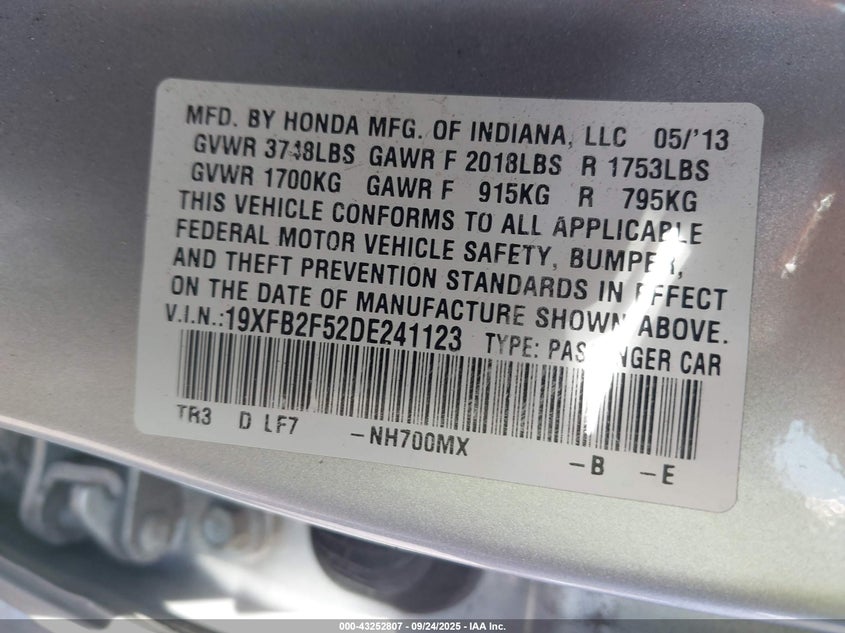 MFD. BY HONDA MFG. OF INDIANA, LLC 05/'13
GVWR 3748LBS GAWR F 2018LBS R 1753LBS
GVWR 1700KG GAWR F 915KG R 795KG
THIS VEHICLE CONFORMS TO ALL APPLICABLE
FEDERAL MOTOR VEHICLE SAFETY, BUMPER,
AND THEFT PREVENTION STANDARDS IN EFFECT
ON THE DATE OF MANUFACTURE SHOWN ABOVE.
V.I.N.:19XFB2F52DE241123 TYPE: PASSENGER CAR
TR3 D LF7 -NH700MX -B -E
000-43252807 - 09/24/2025 - IAA Inc.